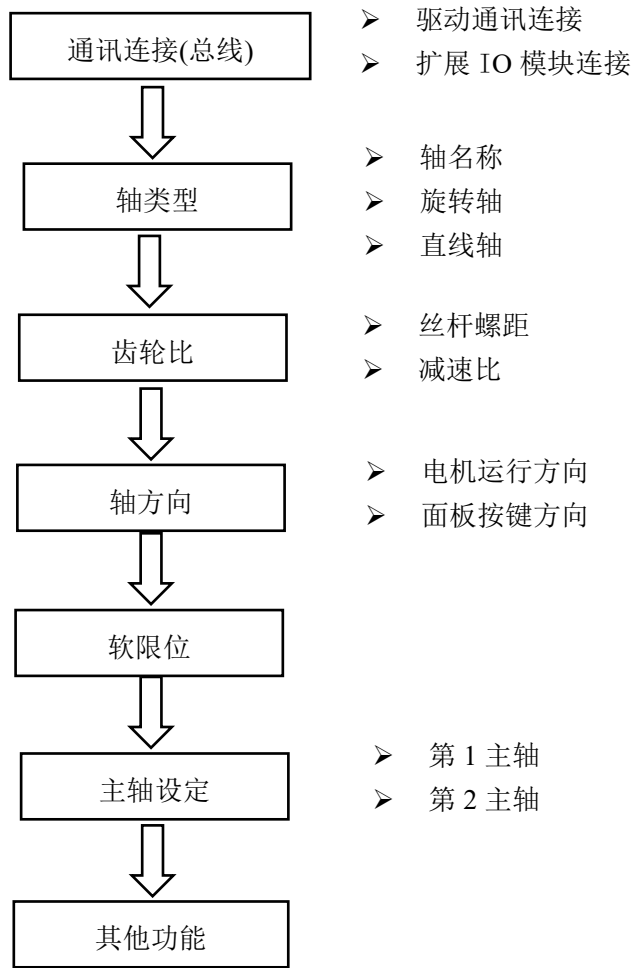 通讯连接(总线)
➢ 驱动通讯连接
➢ 扩展 IO 模块连接
轴类型
➢ 轴名称
➢ 旋转轴
➢ 直线轴
齿轮比
➢ 丝杆螺距
➢ 减速比
轴方向
➢ 电机运行方向
➢ 面板按键方向
软限位
主轴设定
➢ 第 1 主轴
➢ 第 2 主轴
其他功能